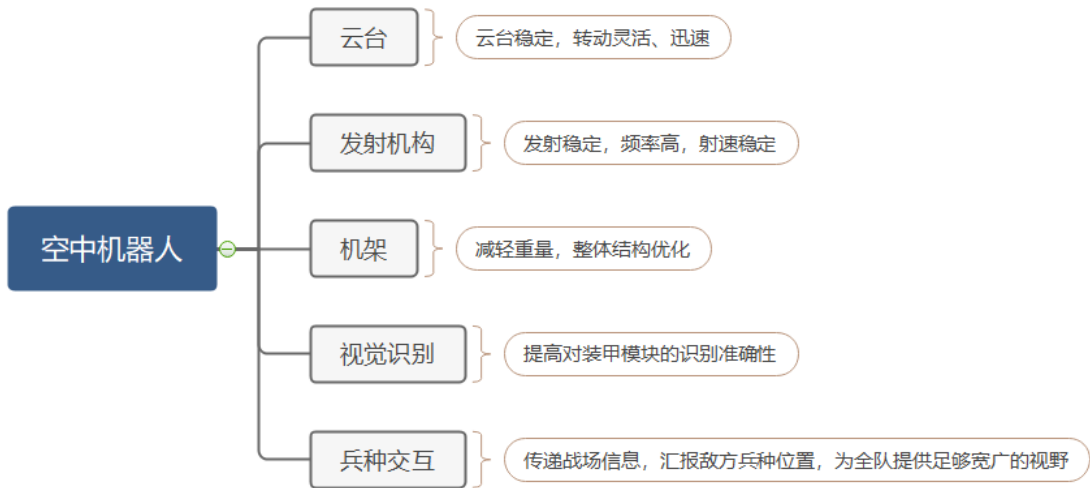 空中机器人
云台
云台稳定，转动灵活、迅速
发射机构
发射稳定，频率高，射速稳定
机架
减轻重量，整体结构优化
视觉识别
提高对装甲模块的识别准确性
兵种交互
传递战场信息，汇报敌方兵种位置，为全队提供足够宽广的视野